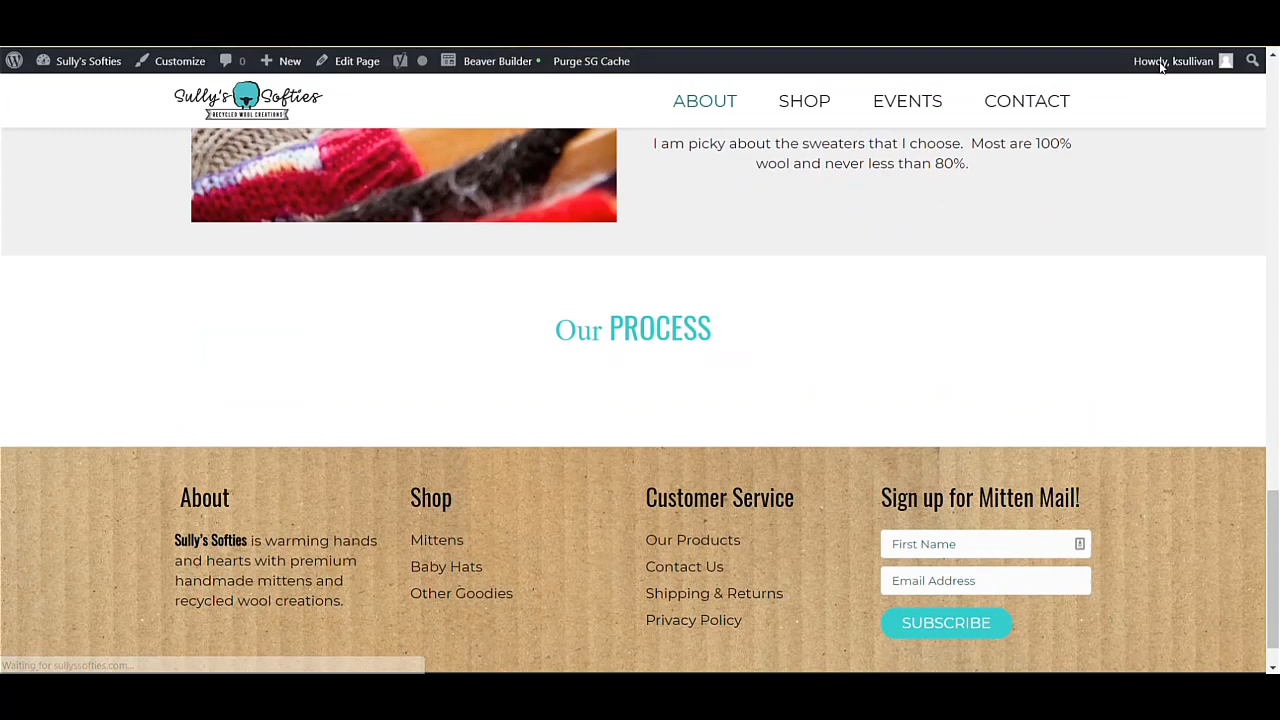 Sully's Softies Customize 0 New Edit Page Beaver Builder Purge SG Cache Howdy, ksullivan
Sully's Softies
RECYCLED WOOL CREATIONS
ABOUT SHOP EVENTS CONTACT
I am picky about the sweaters that I choose. Most are 100%
wool and never less than 80%.
Our PROCESS
About
Sully's Softies is warming hands
and hearts with premium
handmade mittens and
recycled wool creations.
Shop
Mittens
Baby Hats
Other Goodies
Customer Service
Our Products
Contact Us
Shipping & Returns
Privacy Policy
Sign up for Mitten Mail!
First Name
Email Address
SUBSCRIBE
Waiting for sullyssofties.com...